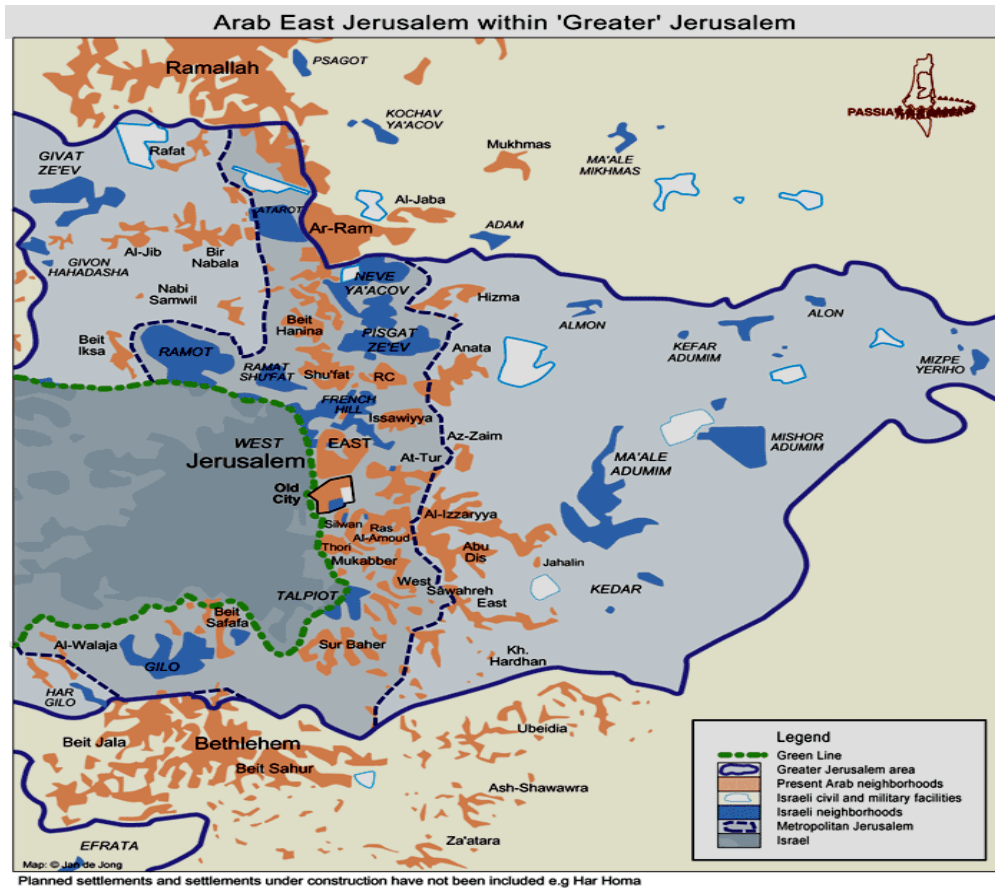 Arab East Jerusalem within 'Greater' Jerusalem
Ramallah
PSAGOT
PASSIA
KOCHAV
YA'ACOV
GIVAT
ZE'EV
Rafat
Mukhmas
MA'ALE
MIKHMAS
ATAROT
Al-Jaba
Ar-Ram
ADAM
GIVON
HAHADASHA
Al-Jib
Bir
Nabala
NEVE
YA'ACOV
Nabi
Samwil
Hizma
ALMON
ALON
Beit
Hanina
PISGAT
ZE'EV
Beit
Iksa
RAMOT
RAMAT
SHU'FAT
Shu'fat
RC
Anata
KEFAR
ADUMIM
MIZPE
YERIHO
FRENCH
HILL
Issawiyya
WEST
EAST
Jerusalem
Az-Zaim
At-Tur
MA'ALE
ADUMIM
MISHOR
ADUMIM
Old
City
Al-Izzaryya
Silwan
Ras
Al-Amoud
Thori
Mukabber
Abu
Dis
Jahalin
West
Sawahreh
East
KEDAR
TALPIOT
Beit
Safafa
Al-Walaja
GILO
Sur Baher
Kh.
Hardhan
HAR
GILO
Beit Jala
Bethlehem
Beit Sahur
Ubeidia
Ash-Shawawra
Za'atara
EFRATA
Map: © Jan de Jong
Legend
Green Line
Greater Jerusalem area
Present Arab neighborhoods
Israeli civil and military facilities
Israeli neighborhoods
Metropolitan Jerusalem
Israel
Planned settlements and settlements under construction have not been included e.g Har Homa